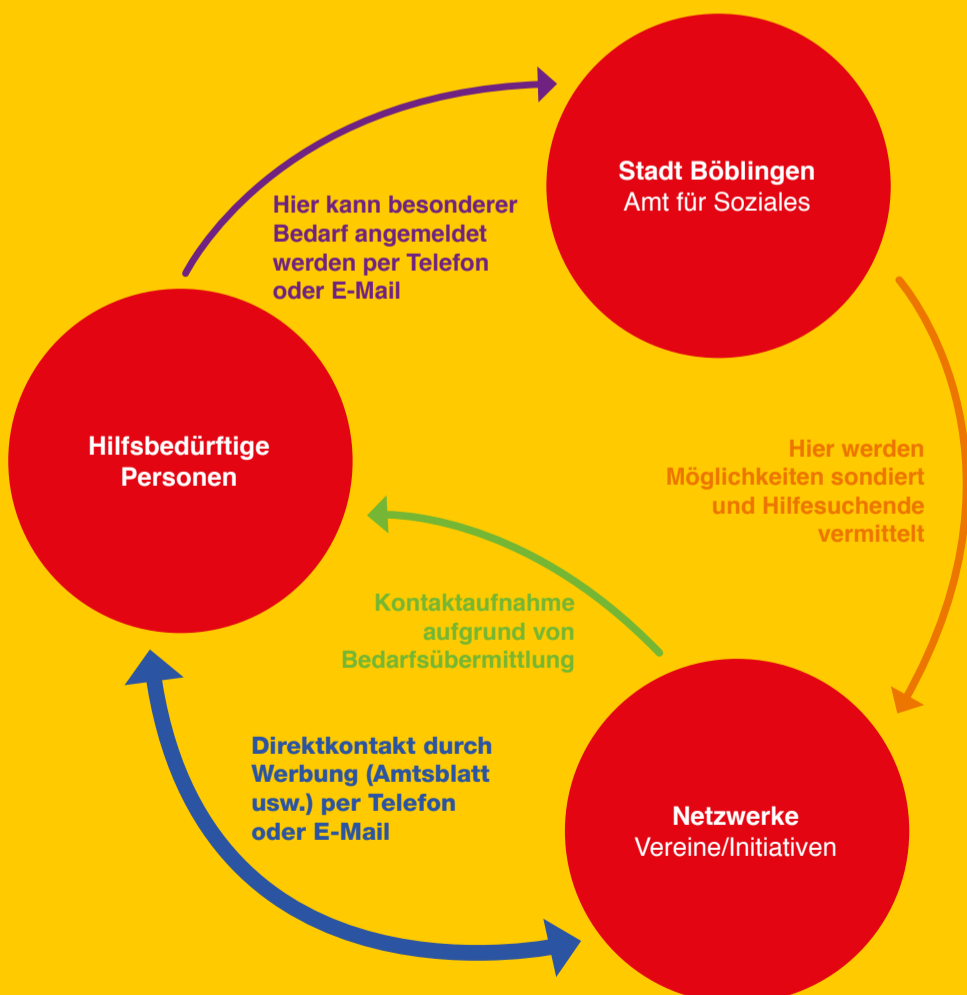 Stadt Böblingen
Amt für Soziales
Hier kann besonderer
Bedarf angemeldet
werden per Telefon
oder E-Mail
Hilfsbedürftige
Personen
Hier werden
Möglichkeiten sondiert
und Hilfesuchende
vermittelt
Kontaktaufnahme
aufgrund von
Bedarfsübermittlung
Direktkontakt durch
Werbung (Amtsblatt
usw.) per Telefon
oder E-Mail
Netzwerke
Vereine/Initiativen